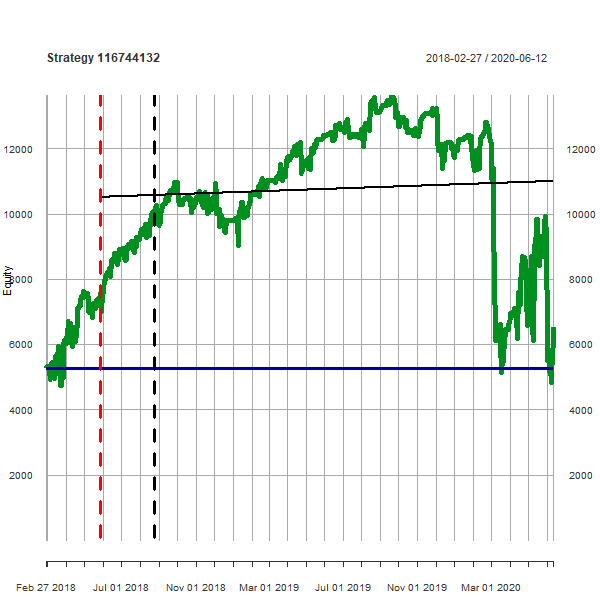 Strategy 116744132
2018-02-27 / 2020-06-12
12000
12000
10000
10000
8000
8000
Equity
6000
6000
4000
4000
2000
2000
Feb 27 2018
Jul 01 2018
Nov 01 2018
Mar 01 2019
Jul 01 2019
Nov 01 2019
Mar 01 2020